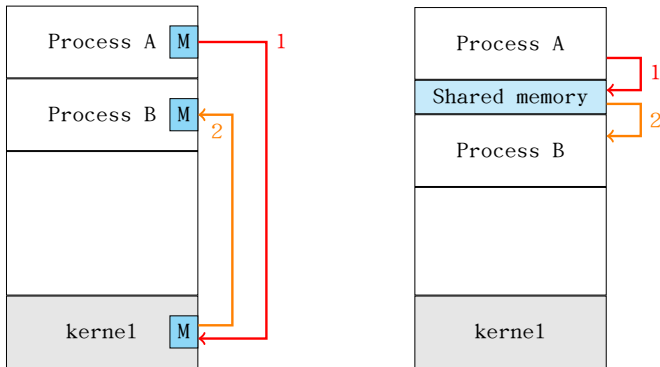 Process A M
1
Process B M
2
kernel M
Process A
1
Shared memory
2
Process B
kernel